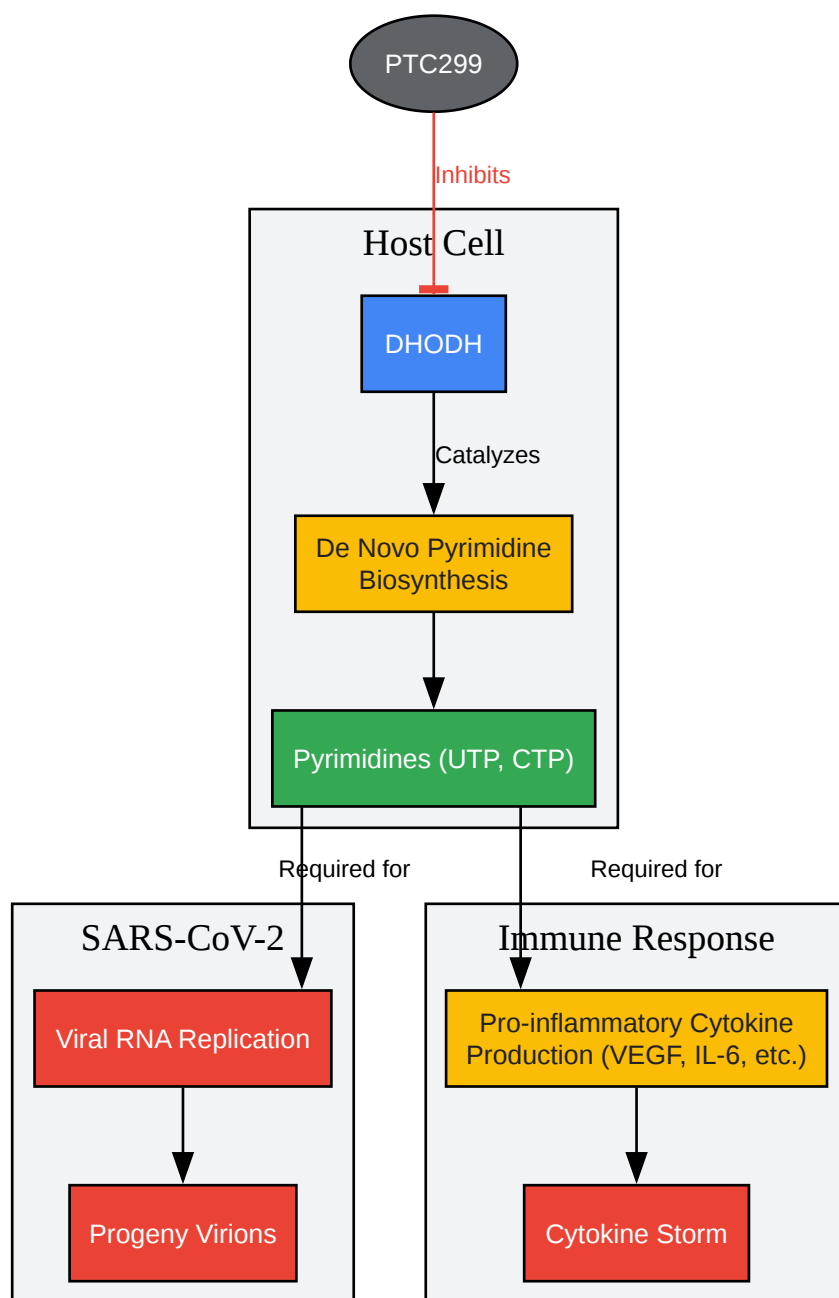 PTC299
Inhibits
Host Cell
DHODH
Catalyzes
De Novo Pyrimidine
Biosynthesis
Pyrimidines (UTP, CTP)
Required for
Required for
SARS-CoV-2
Viral RNA Replication
Progeny Virions
Immune Response
Pro-inflammatory Cytokine
Production (VEGF, IL-6, etc.)
Cytokine Storm